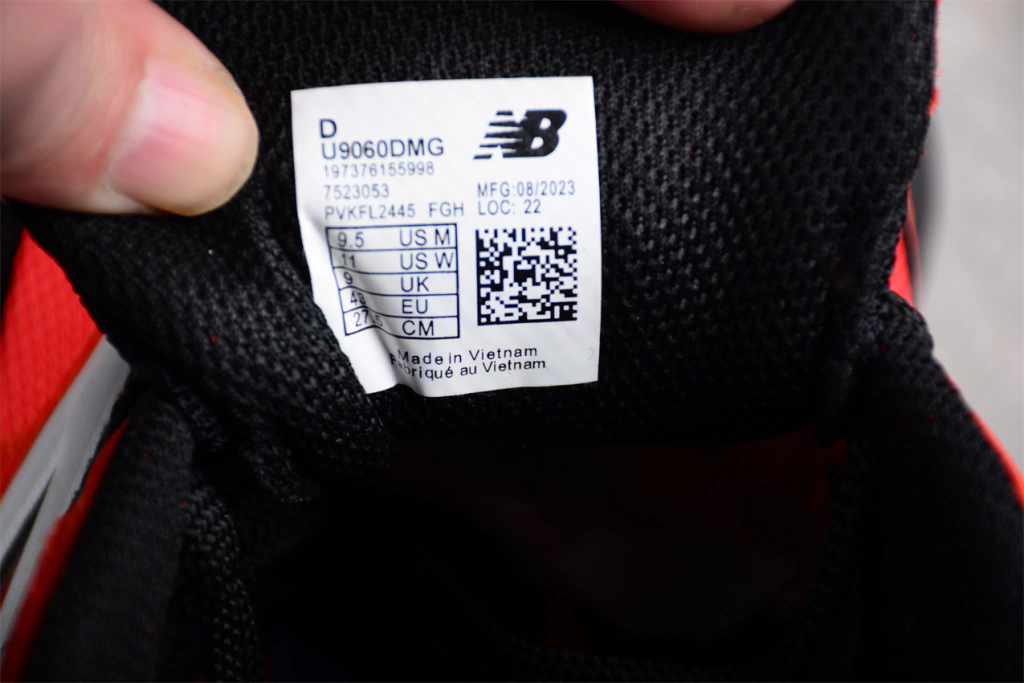 D
U9060DMG
NB
197376155998
7523053
MFG:08/2023
PVKFL2445 FGH
LOC: 22
9.5 US M
11 US W
9 UK
43 EU
27.5 CM
Made in Vietnam
Fabriqué au Vietnam